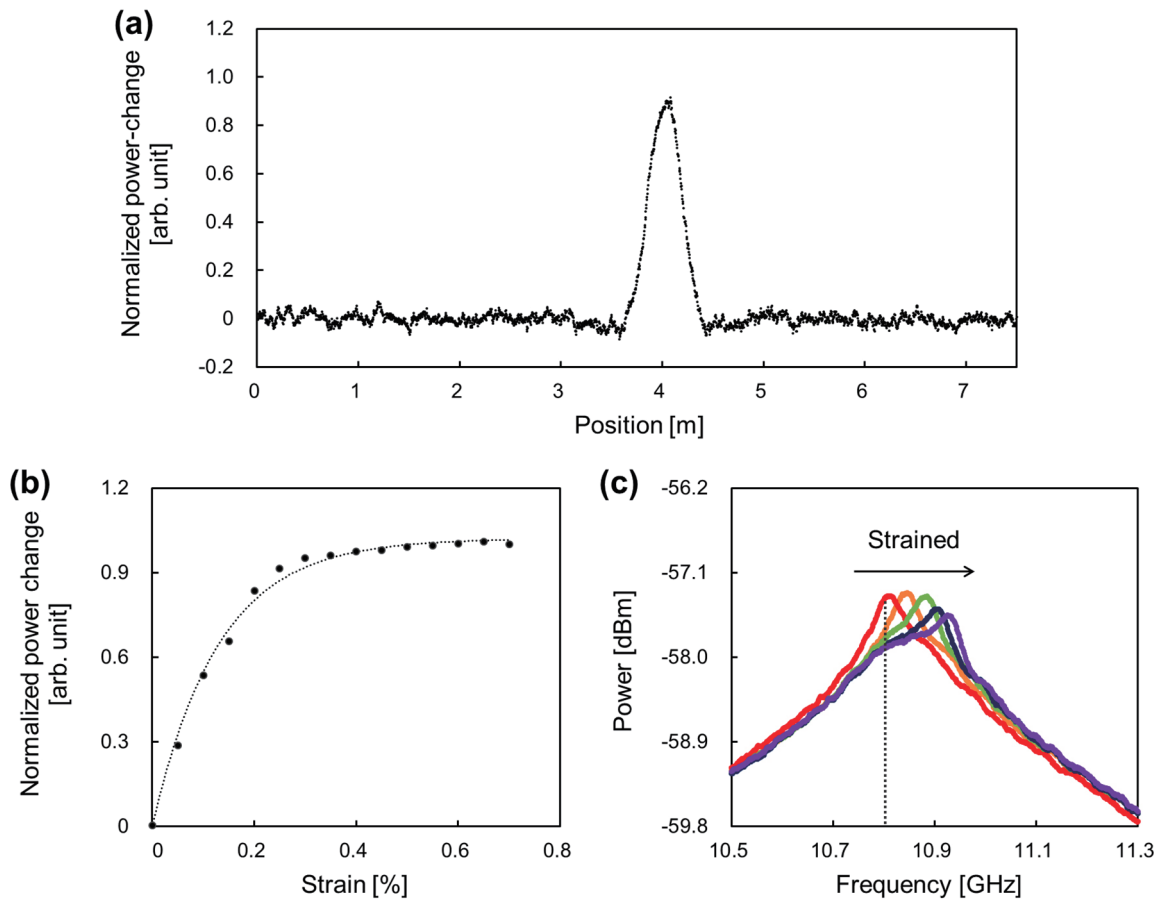 (a)
Normalized power-change
[arb. unit]
1.2
1.0
0.8
0.6
0.4
0.2
0
-0.2
0 1 2 3 4 5 6 7
Position [m]
(b)
Normalized power change
[arb. unit]
1.2
0.9
0.6
0.3
0
0 0.2 0.4 0.6 0.8
Strain [%]
(c)
Power [dBm]
-56.2
-57.1
-58.0
-58.9
-59.8
Strained
10.5 10.7 10.9 11.1 11.3
Frequency [GHz]